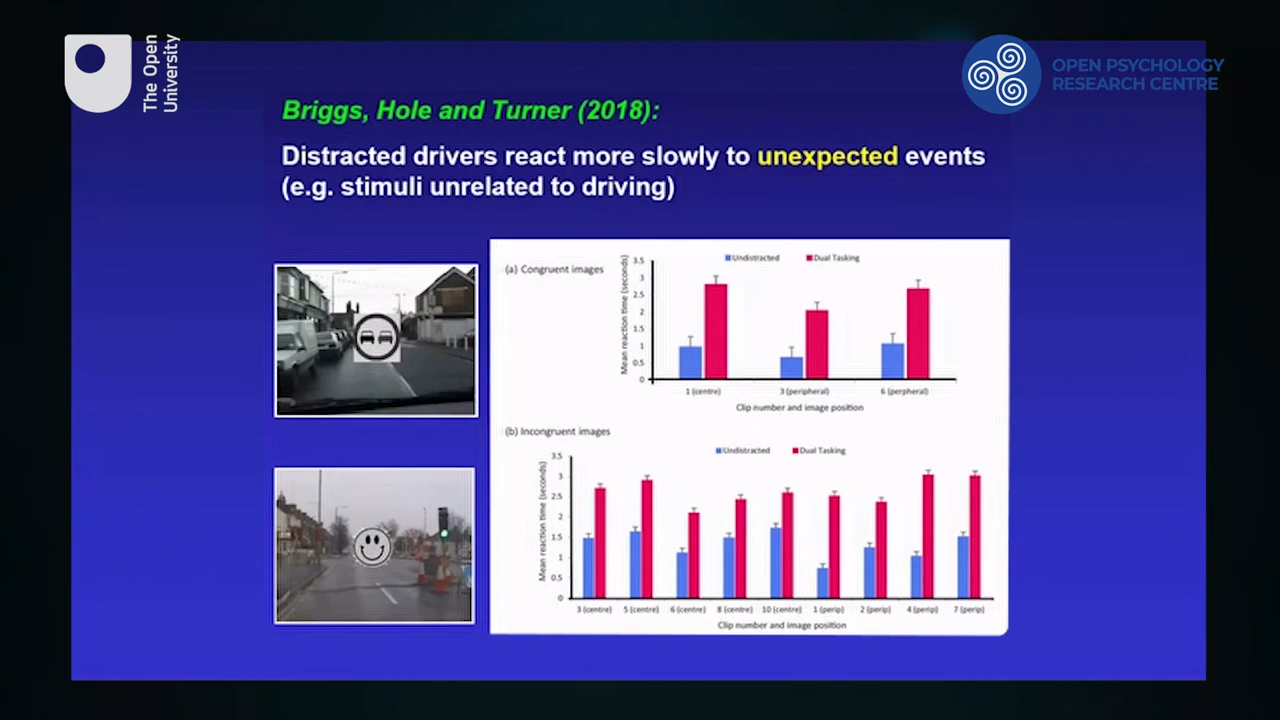 The Open
University
OPEN PSYCHOLOGY
RESEARCH CENTRE
Briggs, Hole and Turner (2018):
Distracted drivers react more slowly to unexpected events
(e.g. stimuli unrelated to driving)
(a) Congruent images
Undistracted
Dual Tasking
Mean reaction time (seconds)
3.5
3
2.5
2
1.5
1
0.5
0
1 (centre)
3 (peripheral)
6 (perpheral)
Clip number and image position
(b) Incongruent images
Undistracted
Dual Tasking
Mean reaction time (seconds)
3.5
3
2.5
2
1.5
1
0.5
0
3 (centre)
5 (centre)
6 (centre)
8 (centre)
10 (centre)
1 (perip)
2 (perip)
4 (perip)
7 (perip)
Clip number and image position